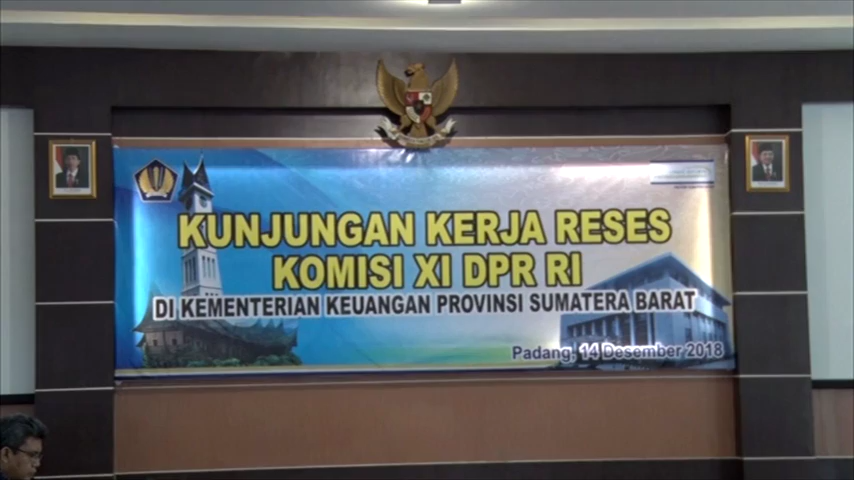 KUNJUNGAN KERJA RESES
KOMISI XI DPR RI
DI KEMENTERIAN KEUANGAN PROVINSI SUMATERA BARAT
Padang, 14 Desember 2018